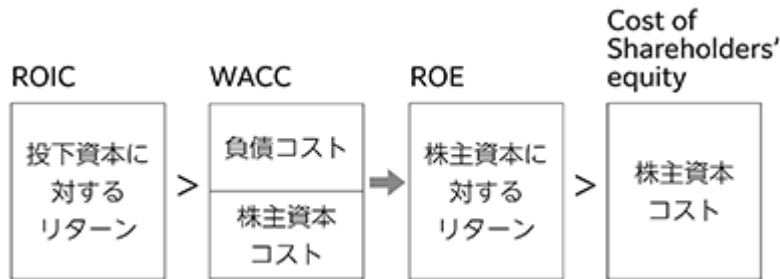 ROIC
投下資本に
対する
リターン
>
WACC
負債コスト
株主資本
コスト
ROE
株主資本に
対する
リターン
>
Cost of
Shareholders'
equity
株主資本
コスト